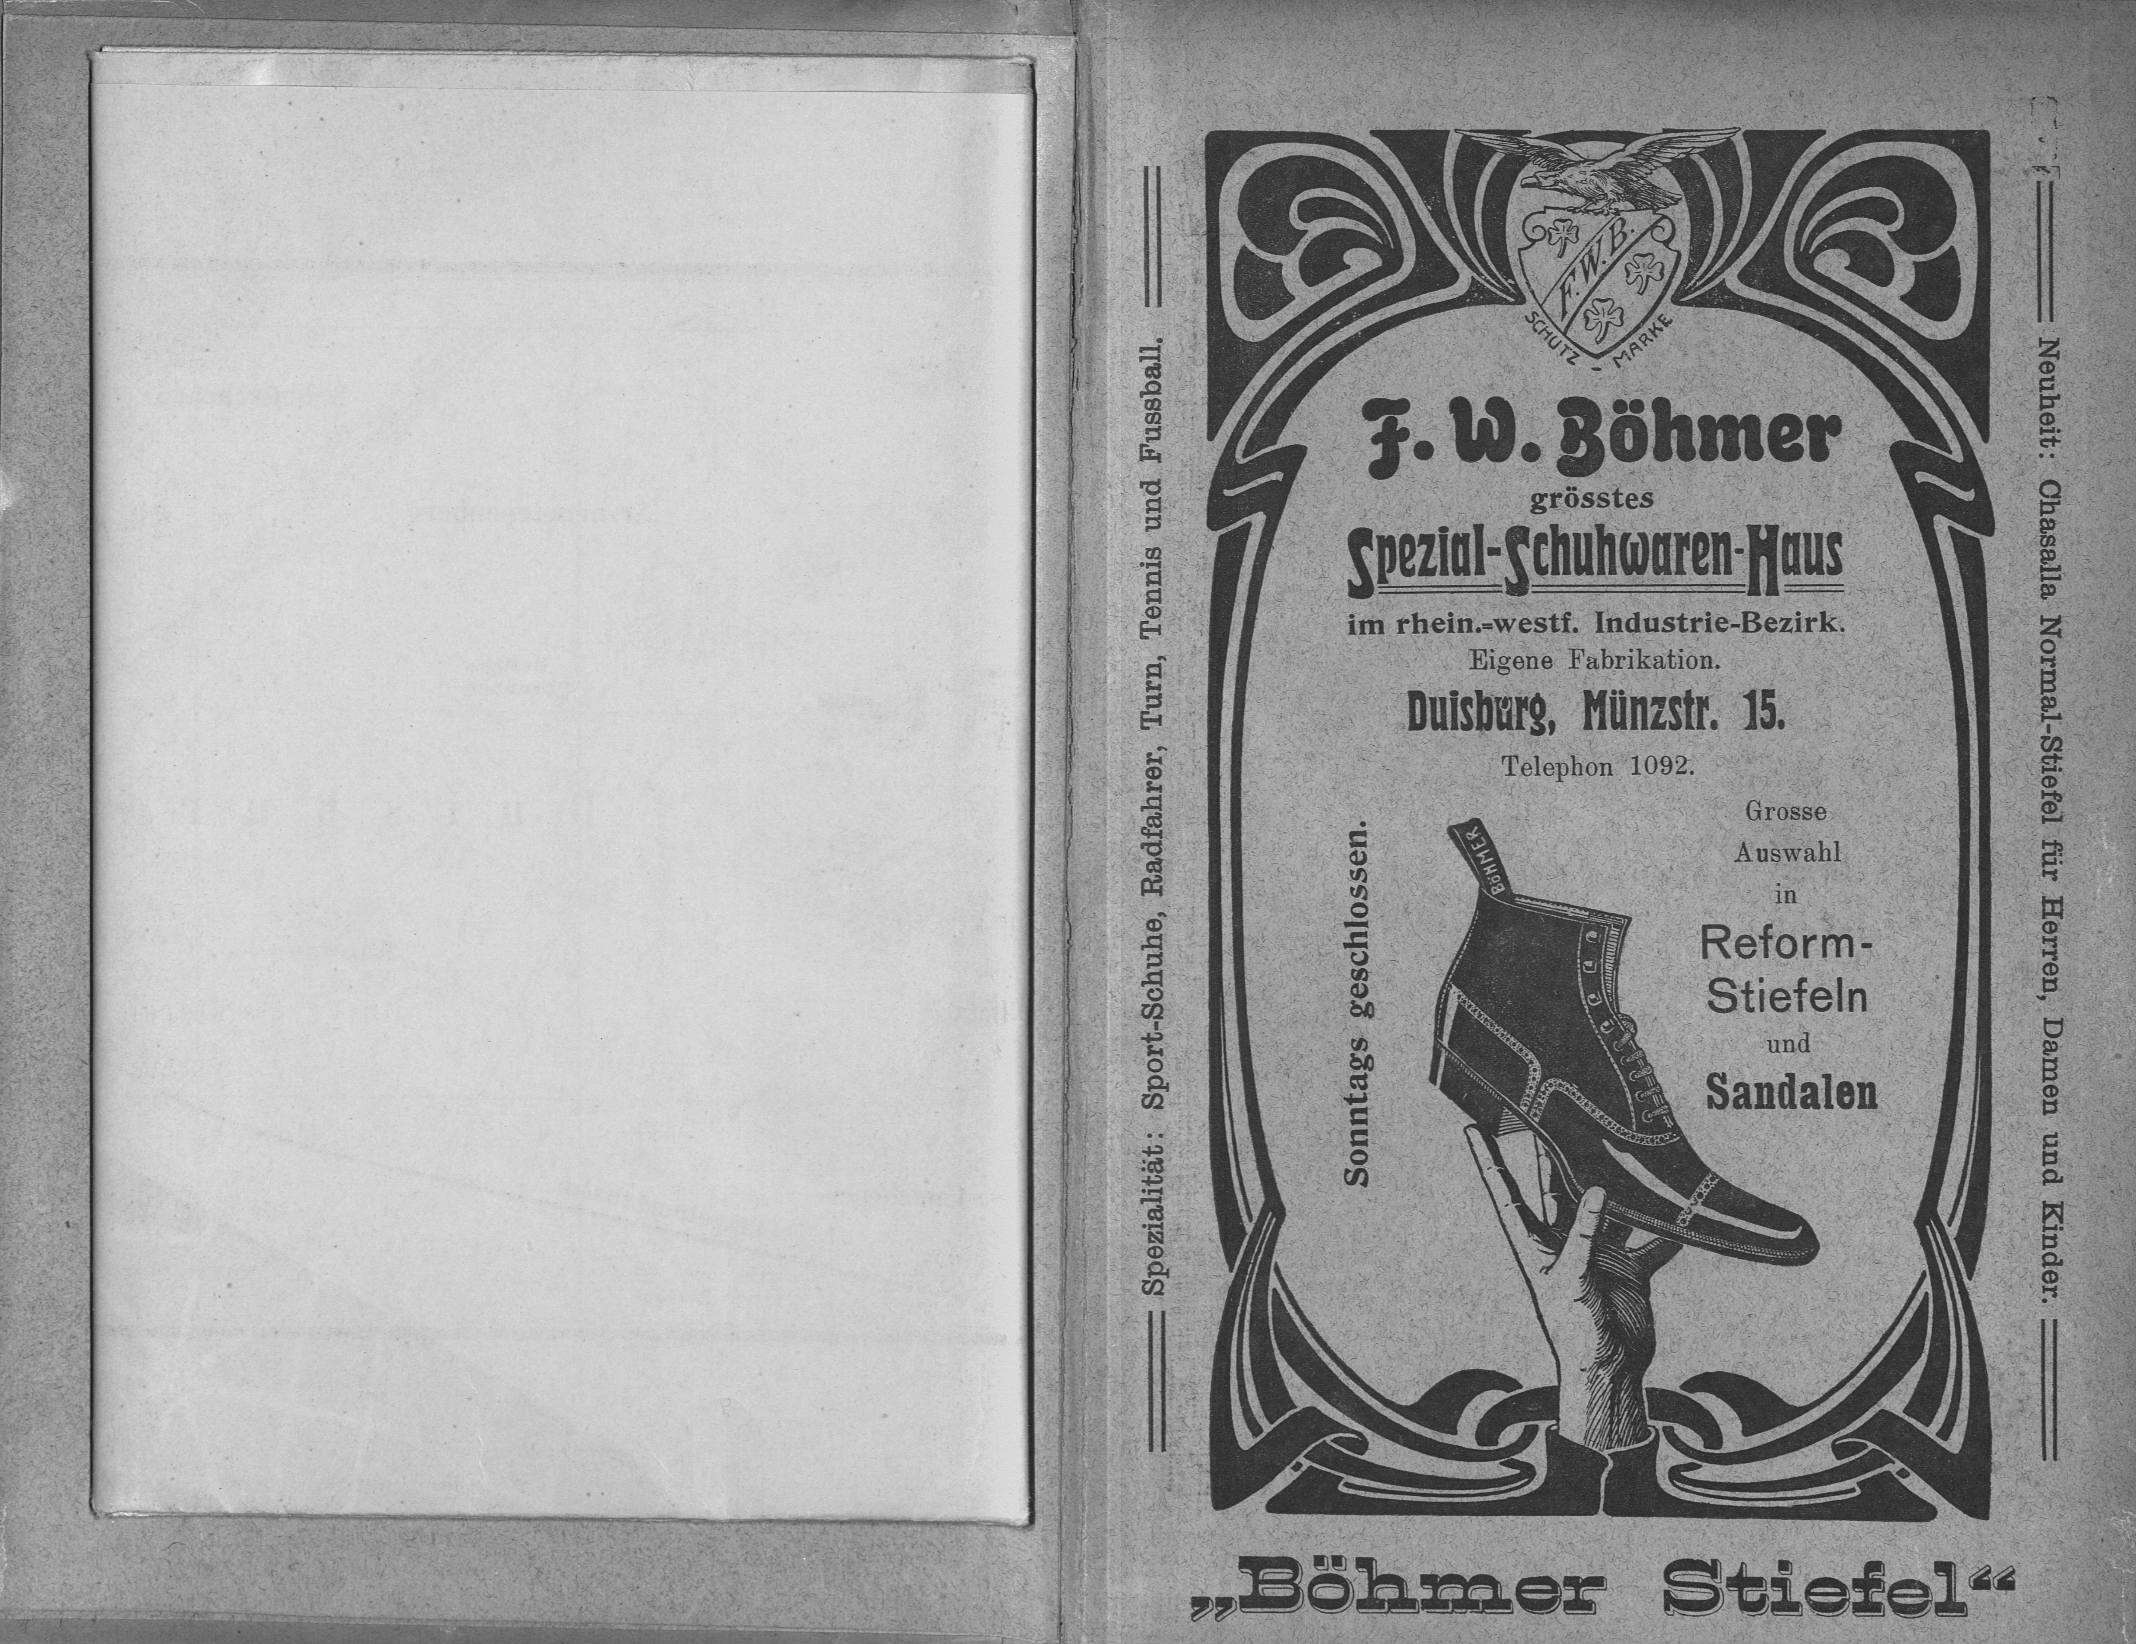 Spezialität: Sport-Schuhe, Radfahrer, Turn, Tennis und Fussball.
F.W.B.
SCHUTZ - MARKE
F. W. Böhmer
grösstes
Spezial-Schuhwaren-Haus
im rhein.-westf. Industrie-Bezirk.
Eigene Fabrikation.
Duisburg, Münzstr. 15.
Telephon 1092.
Sonntags geschlossen.
BÖHMER
Grosse
Auswahl
in
Reform-
Stiefeln
und
Sandalen
Neuheit: Chasalla Normal-Stiefel für Herren, Damen und Kinder.
„Böhmer Stiefel“